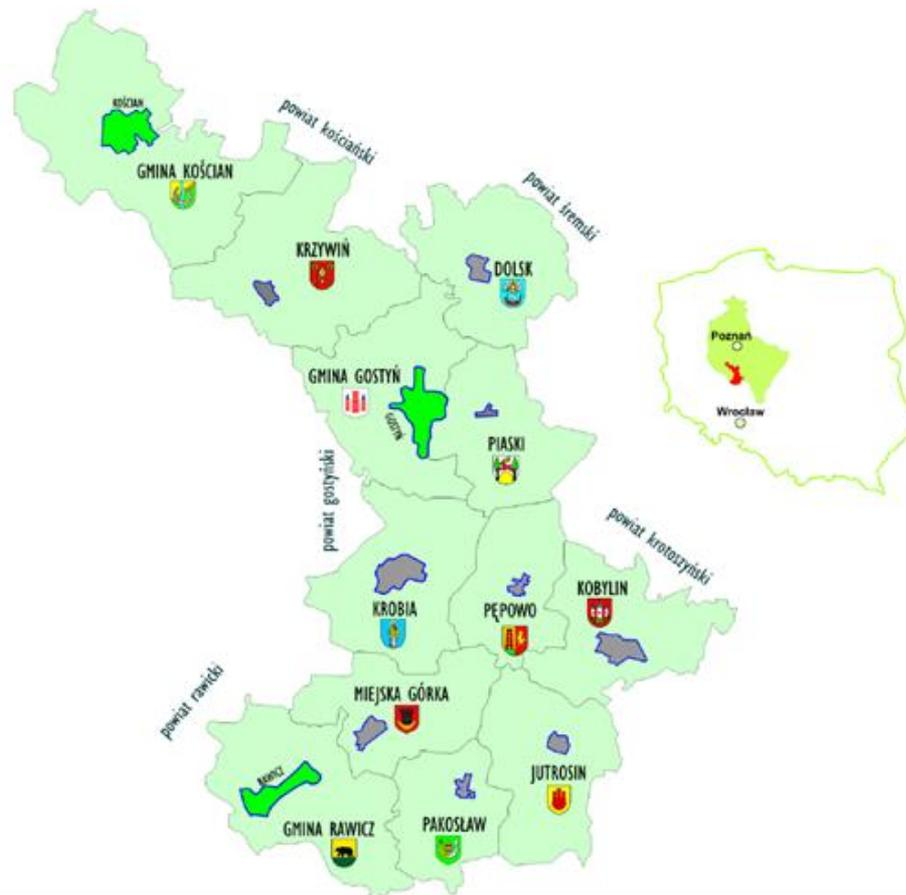 KOŚCIAN
powiat kościański
GMINA KOŚCIAN
powiat śremski
KRZYWIŃ
DOLSK
Poznań
Wrocław
GMINA GOSTYŃ
GOSTYŃ
PIASKI
powiat gostyński
powiat krotoszyński
KROBIA
PĘPOWO
KOBYLIN
powiat rawicki
MIEJSKA GÓRKA
RAWICZ
JUTROSIN
GMINA RAWICZ
PAKOSŁAW